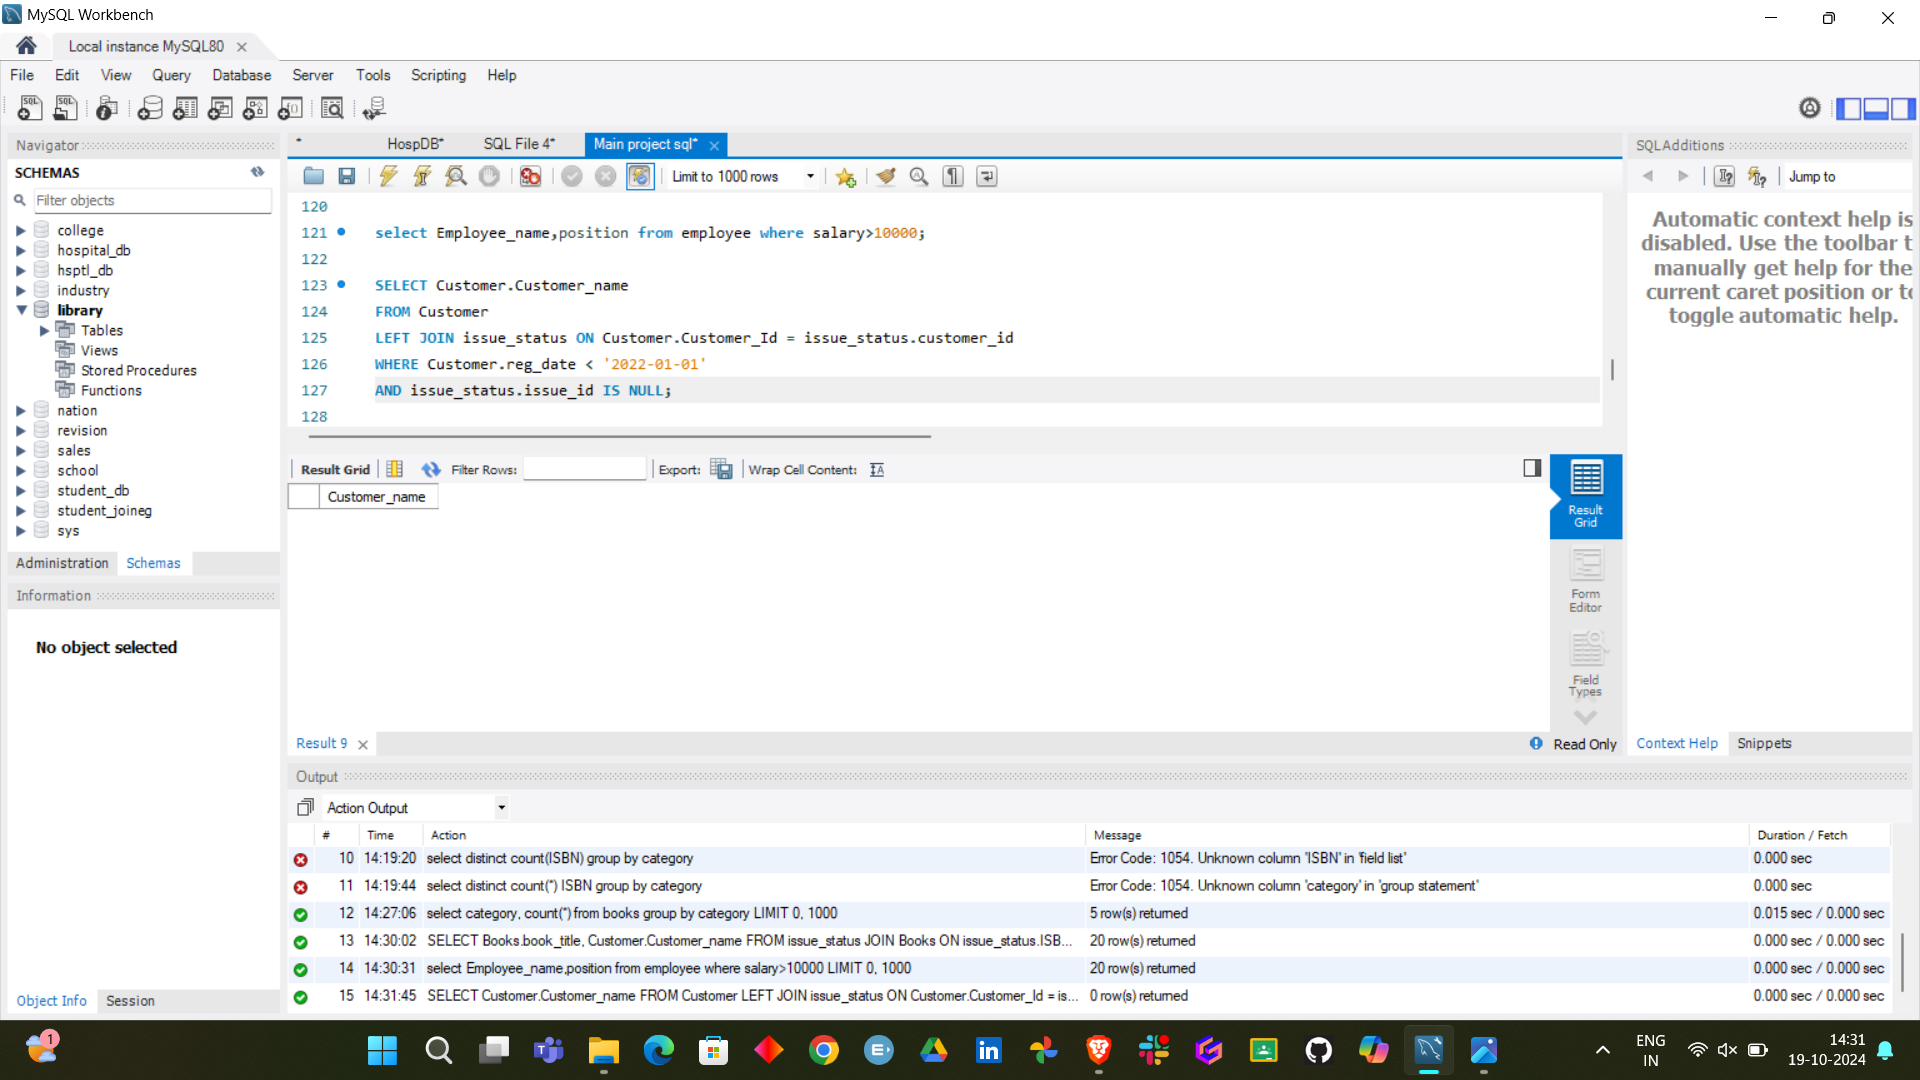 MySQL Workbench
Local instance MySQL80
File Edit View Query Database Server Tools Scripting Help
Navigator
SCHEMAS
Filter objects
college
hospital_db
hsptl_db
industry
library
Tables
Views
Stored Procedures
Functions
nation
revision
sales
school
student_db
student_joineg
sys
Administration Schemas
Information
No object selected
Object Info Session
* HospDB* SQL File 4* Main project sql*
Limit to 1000 rows
120
121 select Employee_name,position from employee where salary>10000;
122
123 SELECT Customer.Customer_name
124 FROM Customer
125 LEFT JOIN issue_status ON Customer.Customer_Id = issue_status.customer_id
126 WHERE Customer.reg_date < '2022-01-01'
127 AND issue_status.issue_id IS NULL;
128
Result Grid Filter Rows: Export: Wrap Cell Content:
Customer_name
Result
Grid
Form
Editor
Field
Types
Result 9
Read Only
SQLAdditions
Jump to
Automatic context help is
disabled. Use the toolbar t
manually get help for the
current caret position or to
toggle automatic help.
Context Help Snippets
Output
Action Output
# Time Action Message Duration / Fetch
10 14:19:20 select distinct count(ISBN) group by category Error Code: 1054. Unknown column 'ISBN' in 'field list' 0.000 sec
11 14:19:44 select distinct count(*) ISBN group by category Error Code: 1054. Unknown column 'category' in 'group statement' 0.000 sec
12 14:27:06 select category, count(*) from books group by category LIMIT 0, 1000 5 row(s) returned 0.015 sec / 0.000 sec
13 14:30:02 SELECT Books.book_title, Customer.Customer_name FROM issue_status JOIN Books ON issue_status.ISB... 20 row(s) returned 0.000 sec / 0.000 sec
14 14:30:31 select Employee_name,position from employee where salary>10000 LIMIT 0, 1000 20 row(s) returned 0.000 sec / 0.000 sec
15 14:31:45 SELECT Customer.Customer_name FROM Customer LEFT JOIN issue_status ON Customer.Customer_Id = is... 0 row(s) returned 0.000 sec / 0.000 sec
1
ENG
IN
14:31
19-10-2024